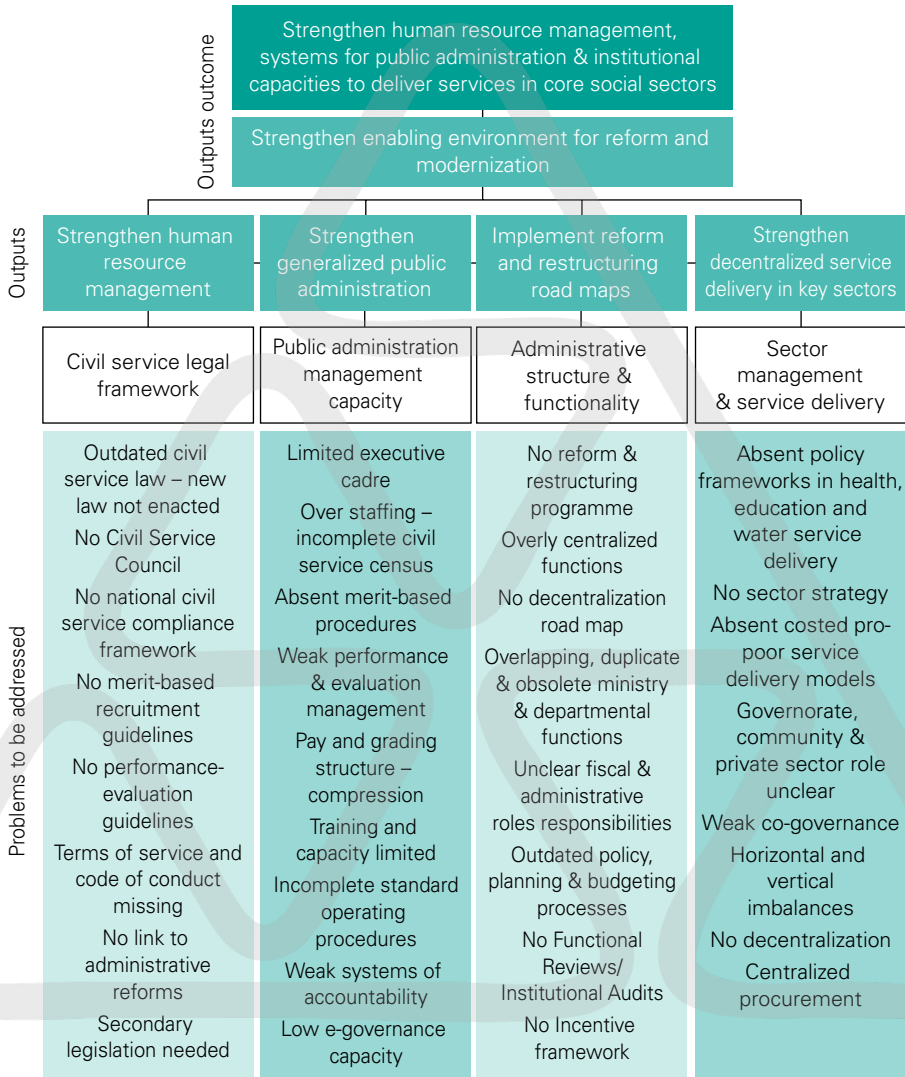 Outputs outcome
Strengthen human resource management,
systems for public administration & institutional
capacities to deliver services in core social sectors
Strengthen enabling environment for reform and
modernization
Outputs
Strengthen human
resource
management
Strengthen
generalized public
administration
Implement reform
and restructuring
road maps
Strengthen
decentralized service
delivery in key sectors
Civil service legal
framework
Public administration
management
capacity
Administrative
structure &
functionality
Sector
management
& service delivery
Problems to be addressed
Outdated civil
service law – new
law not enacted
No Civil Service
Council
No national civil
service compliance
framework
No merit-based
recruitment
guidelines
No performance-
evaluation
guidelines
Terms of service and
code of conduct
missing
No link to
administrative
reforms
Secondary
legislation needed
Limited executive
cadre
Over staffing –
incomplete civil
service census
Absent merit-based
procedures
Weak performance
& evaluation
management
Pay and grading
structure –
compression
Training and
capacity limited
Incomplete standard
operating
procedures
Weak systems of
accountability
Low e-governance
capacity
No reform &
restructuring
programme
Overly centralized
functions
No decentralization
road map
Overlapping, duplicate
& obsolete ministry
& departmental
functions
Unclear fiscal &
administrative
roles responsibilities
Outdated policy,
planning & budgeting
processes
No Functional
Reviews/
Institutional Audits
No Incentive
framework
Absent policy
frameworks in health,
education and
water service
delivery
No sector strategy
Absent costed pro-
poor service
delivery models
Governorate,
community &
private sector role
unclear
Weak co-governance
Horizontal and
vertical
imbalances
No decentralization
Centralized
procurement